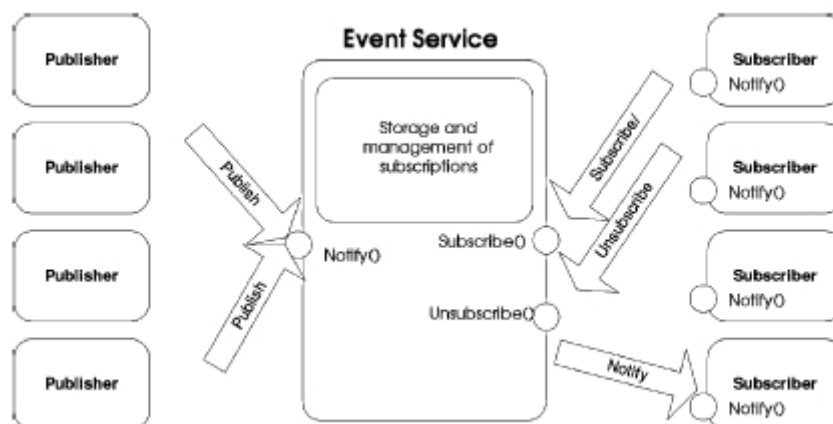 Event Service
Publisher
Publisher
Publisher
Publisher
Publish
Publish
Storage and
management of
subscriptions
Notify()
Subscribe()
Unsubscribe()
Subscribe/
Unsubscribe
Notify
Subscriber
Notify()
Subscriber
Notify()
Subscriber
Notify()
Subscriber
Notify()